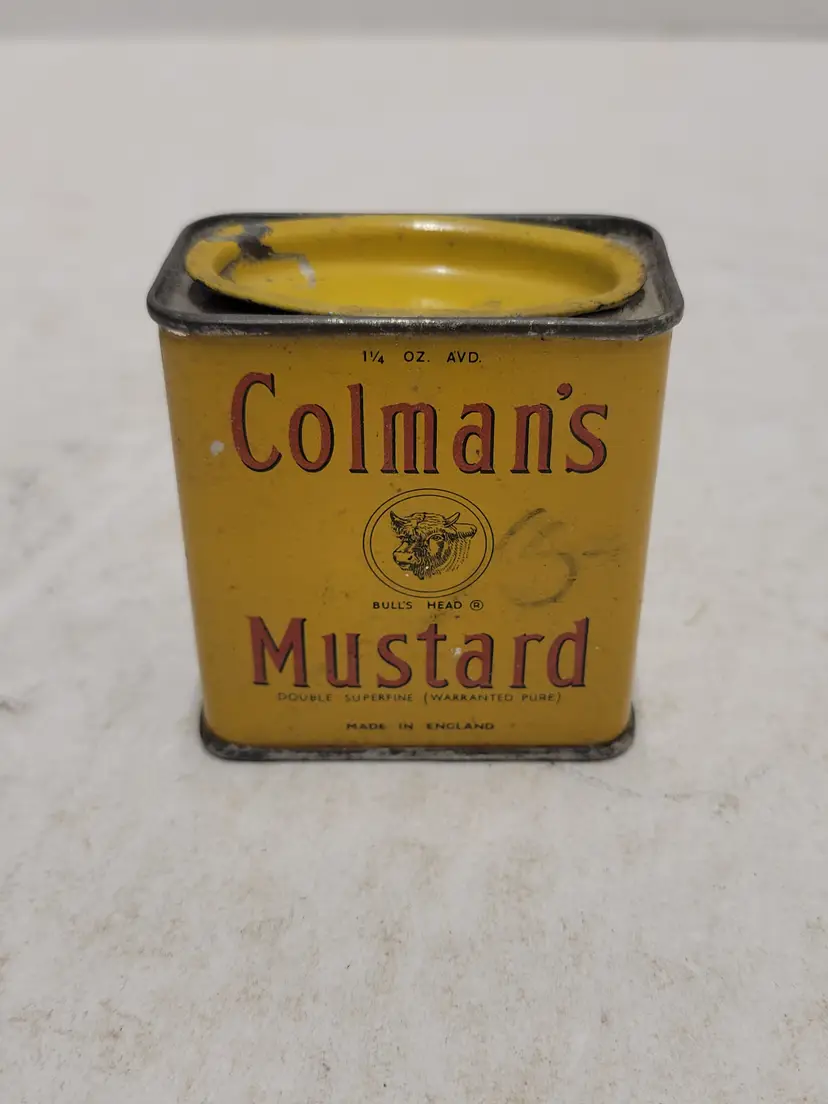 1¼ OZ. AVD.
Colman's
BULL'S HEAD ®
Mustard
DOUBLE SUPERFINE (WARRANTED PURE)
MADE IN ENGLAND